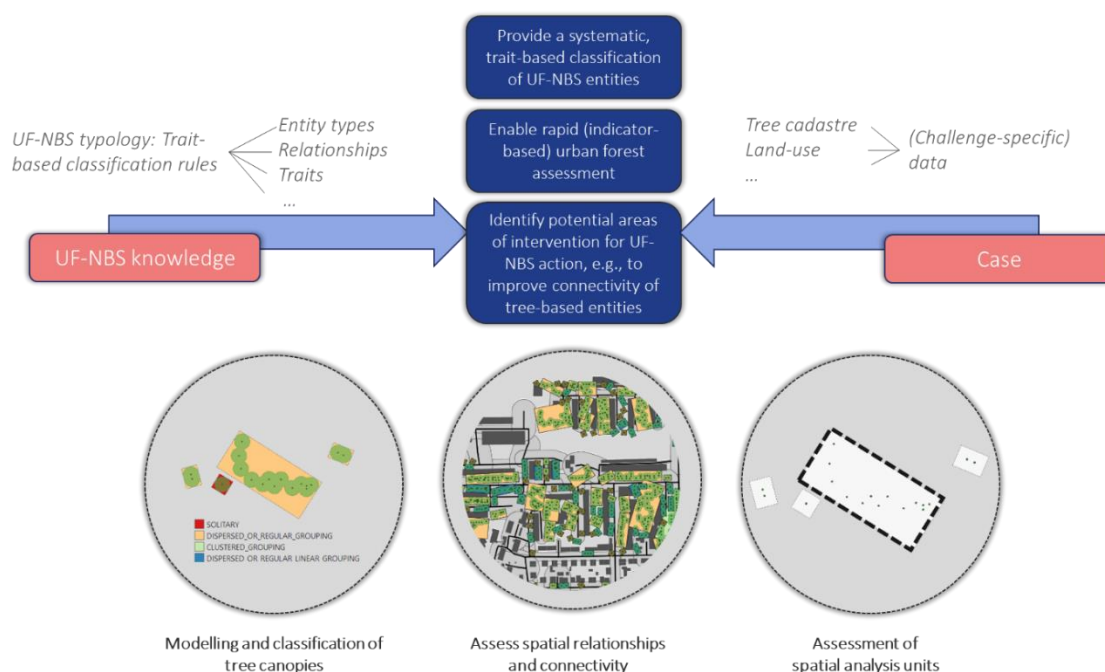 Provide a systematic,
trait-based classification
of UF-NBS entities
UF-NBS typology: Trait-
based classification rules
Entity types
Relationships
Traits
...
Enable rapid (indicator-
based) urban forest
assessment
Tree cadastre
Land-use
...
(Challenge-specific)
data
UF-NBS knowledge
Identify potential areas
of intervention for UF-
NBS action, e.g., to
improve connectivity of
tree-based entities
Case
SOLITARY
DISPERSED_OR_REGULAR_GROUPING
CLUSTERED_GROUPING
DISPERSED OR REGULAR LINEAR GROUPING
Modelling and classification of
tree canopies
Assess spatial relationships
and connectivity
Assessment of
spatial analysis units